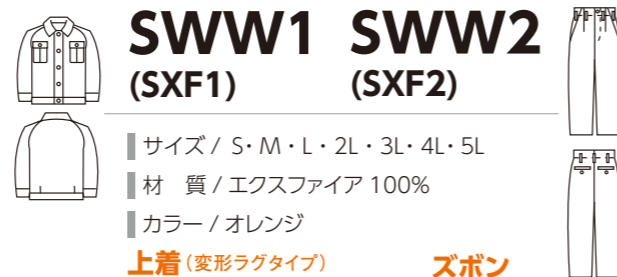 SWW1 SWW2
(SXF1) (SXF2)
サイズ / S・M・L・2L・3L・4L・5L
材　質 / エクスファイア 100%
カラー / オレンジ
上着 (変形ラグタイプ) ズボン